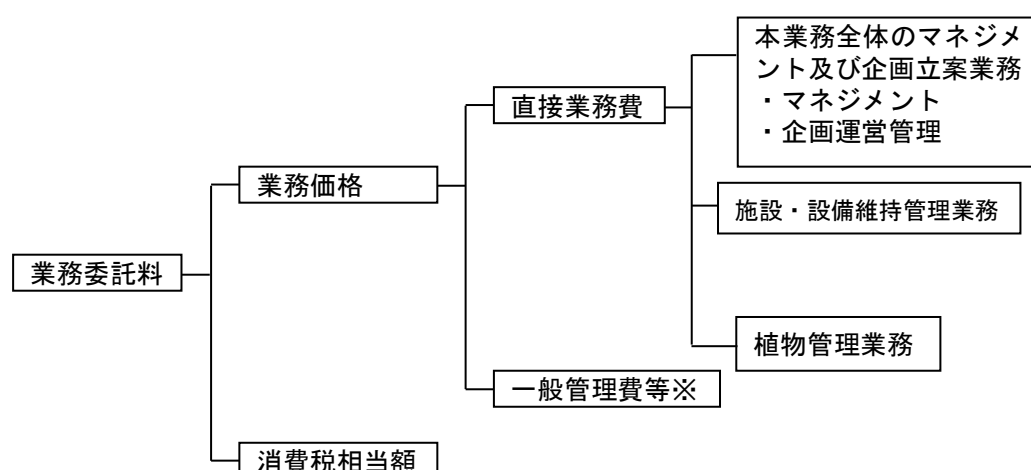 本業務全体のマネジメ
ント及び企画立案業務
・マネジメント
・企画運営管理
直接業務費
業務価格
施設・設備維持管理業務
業務委託料
植物管理業務
一般管理費等※
消費税相当額